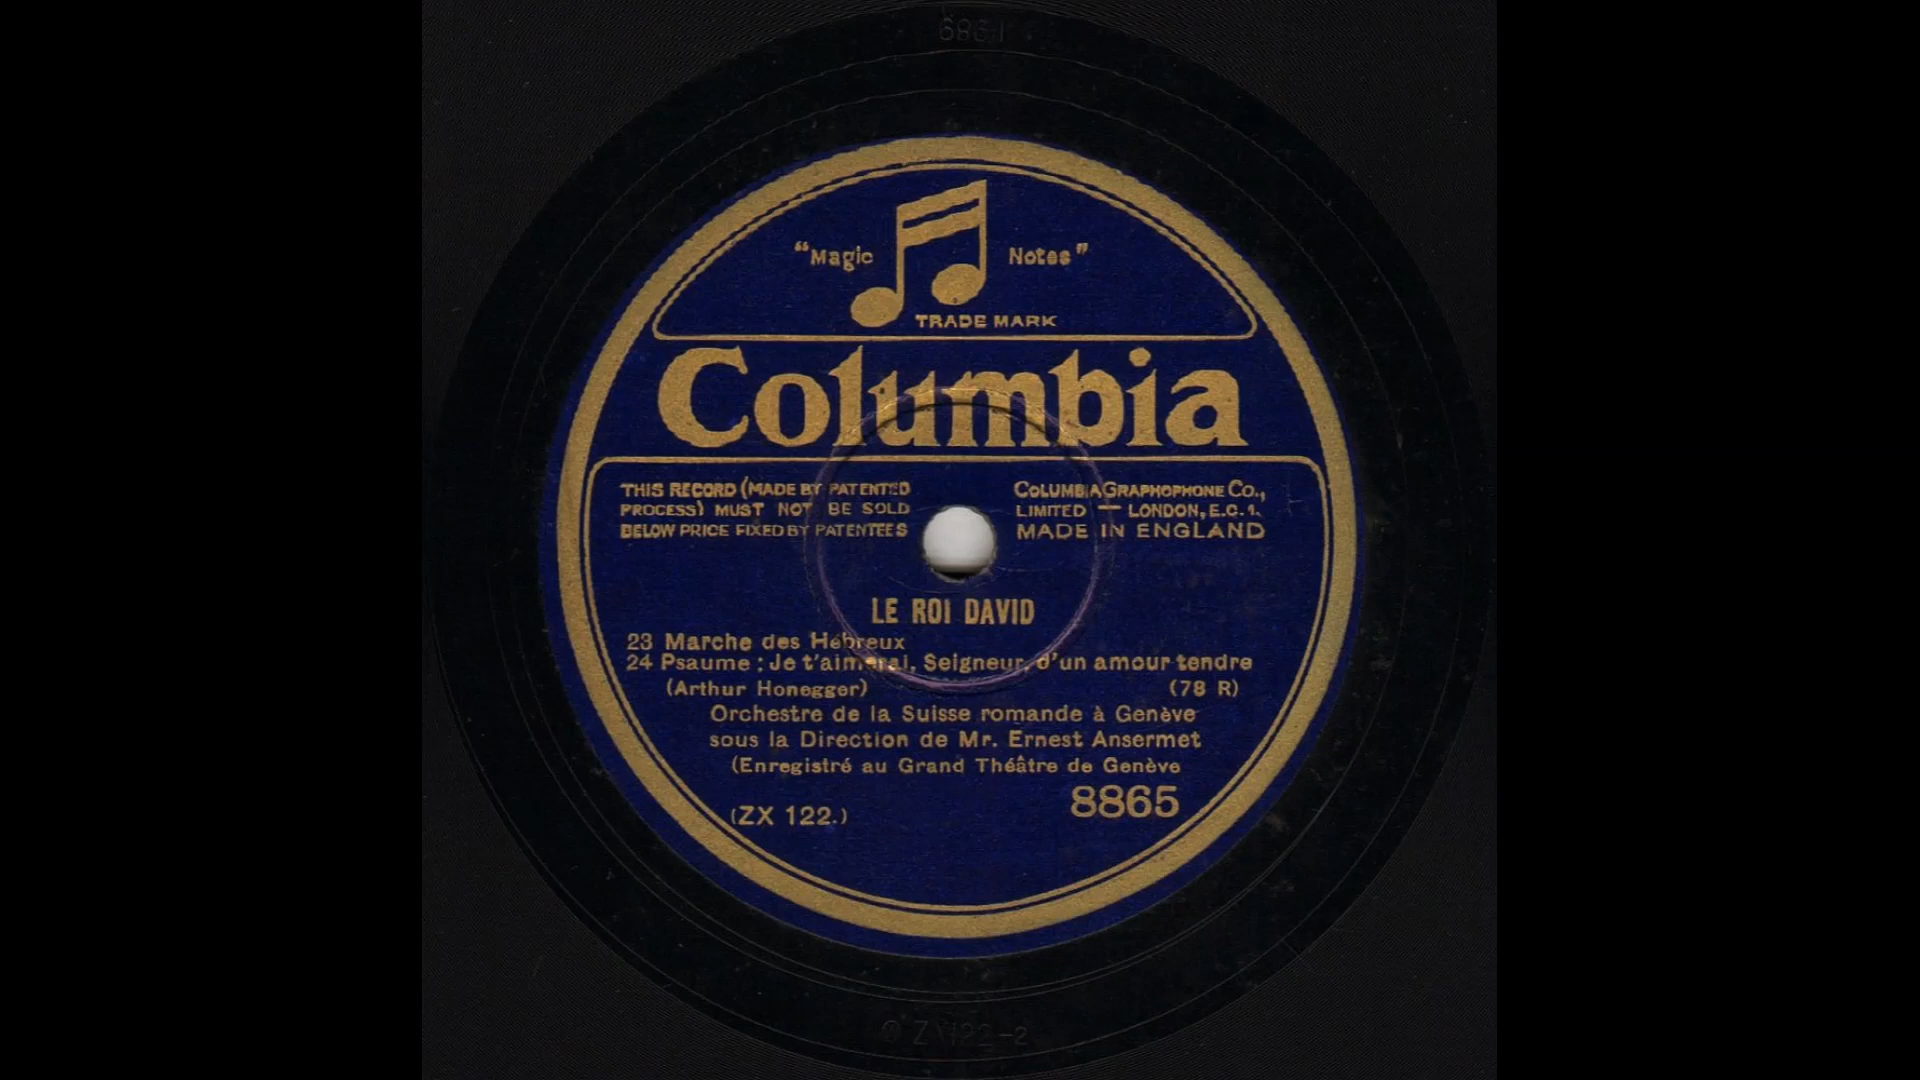 "Magic Notes"
TRADE MARK
Columbia
THIS RECORD (MADE BY PATENTED
PROCESS) MUST NOT BE SOLD
BELOW PRICE FIXED BY PATENTEES
COLUMBIA GRAPHOPHONE CO.,
LIMITED — LONDON, E.C.1.
MADE IN ENGLAND
LE ROI DAVID
23 Marche des Hébreux
24 Psaume : Je t'aimerai, Seigneur, d'un amour tendre
(Arthur Honegger) (78 R)
Orchestre de la Suisse romande à Genève
sous la Direction de Mr. Ernest Ansermet
(Enregistré au Grand Théâtre de Genève
8865
(ZX 122.)